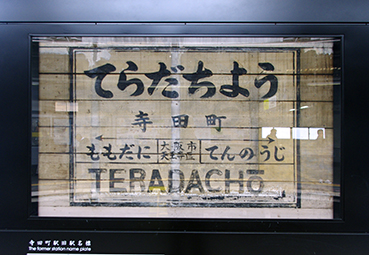 てらだちよう
寺田町
ももだに 大阪市 天王寺区 てんのうじ
TERADACHŌ
寺田町駅旧駅名標
The former station name plate